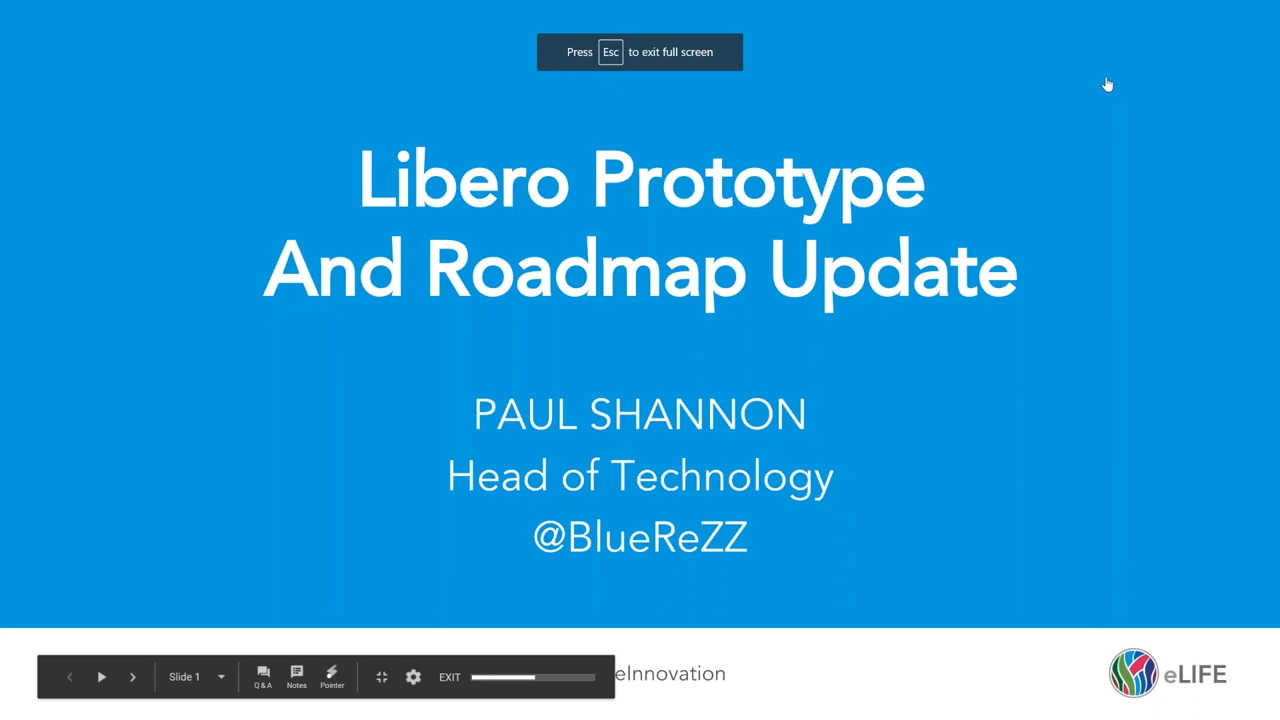 Press Esc to exit full screen
Libero Prototype
And Roadmap Update
PAUL SHANNON
Head of Technology
@BlueReZZ
Slide 1
Q&A
Notes
Pointer
EXIT
eInnovation
eLIFE